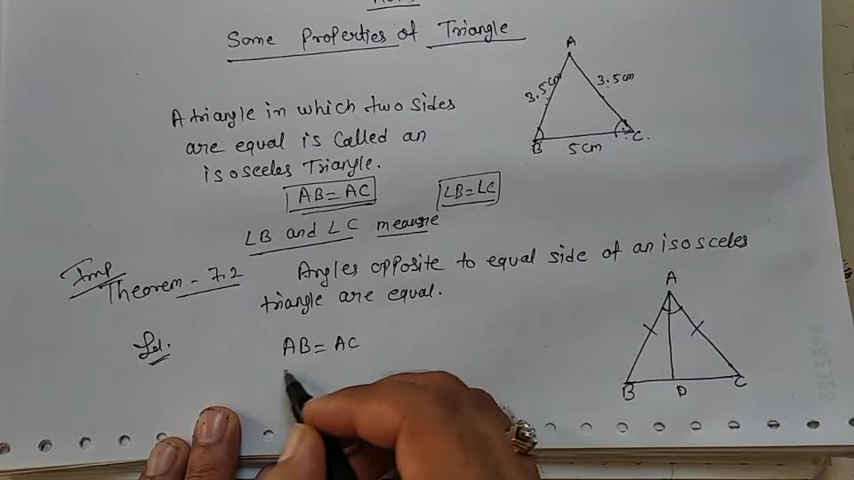 Some Properties of Triangle
A
3.5cm
3.5cm
B
C.
5cm
A triangle in which two sides
are equal is called an
isosceles Triangle.
AB=AC
∠B=∠C
∠B and ∠C measure
Imp
Theorem - 7.2
Angles opposite to equal side of an isosceles
triangle are equal.
A
B
D
C
AB= AC